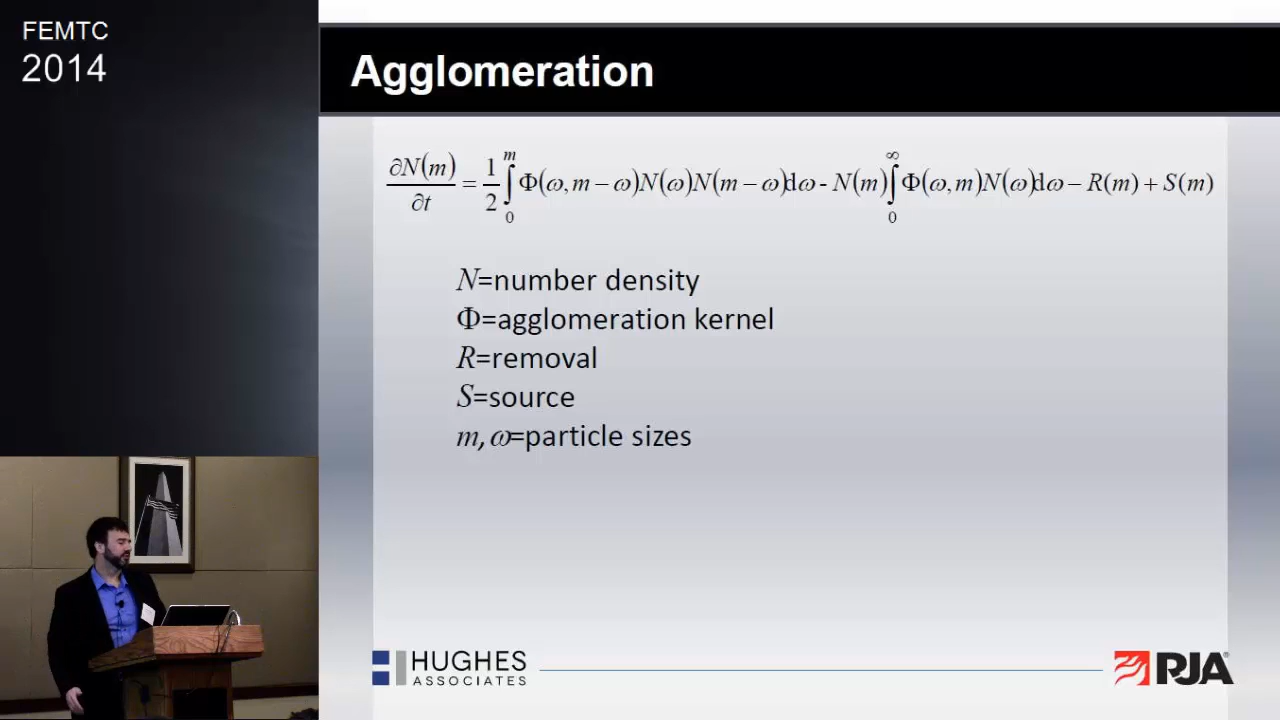 FEMTC
2014
Agglomeration
∂N(m)/∂t = 1/2 ∫₀ᵐ Φ(ω, m − ω)N(ω)N(m − ω)dω - N(m)∫₀^∞ Φ(ω, m)N(ω)dω − R(m) + S(m)
N=number density
Φ=agglomeration kernel
R=removal
S=source
m, ω=particle sizes
HUGHES
ASSOCIATES
RJA®